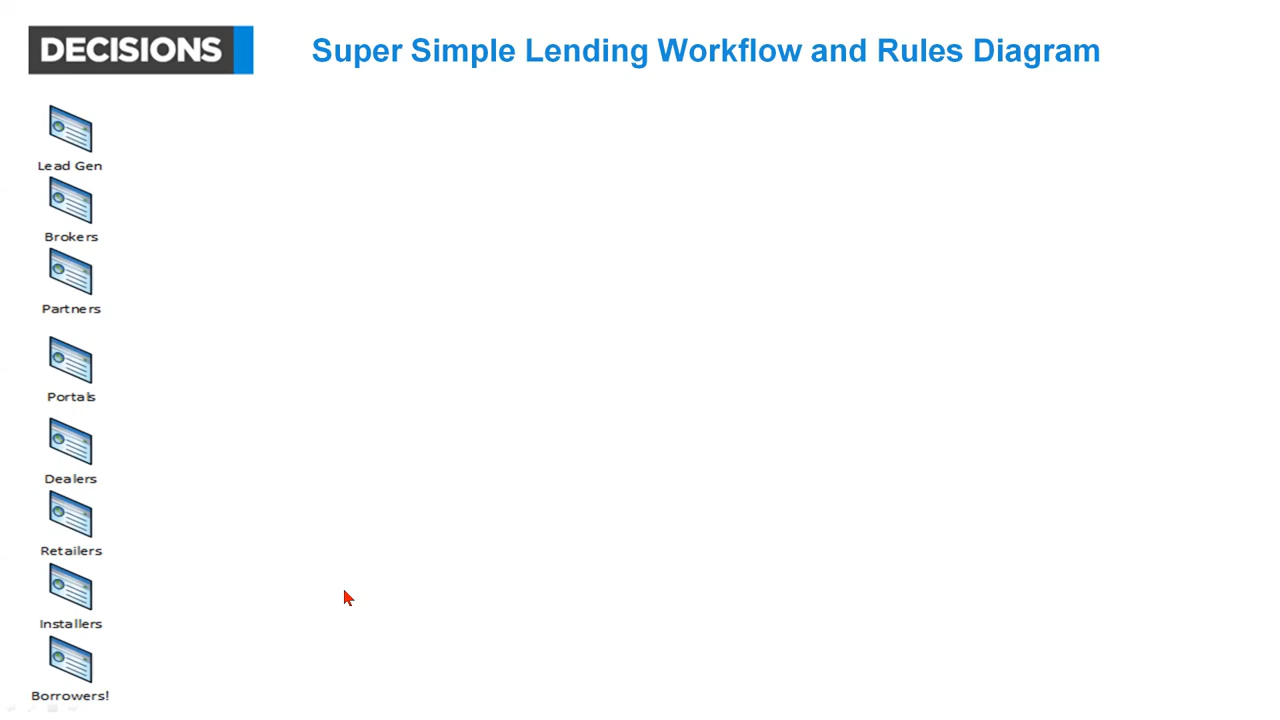 DECISIONS
Super Simple Lending Workflow and Rules Diagram
Lead Gen
Brokers
Partners
Portals
Dealers
Retailers
Installers
Borrowers!